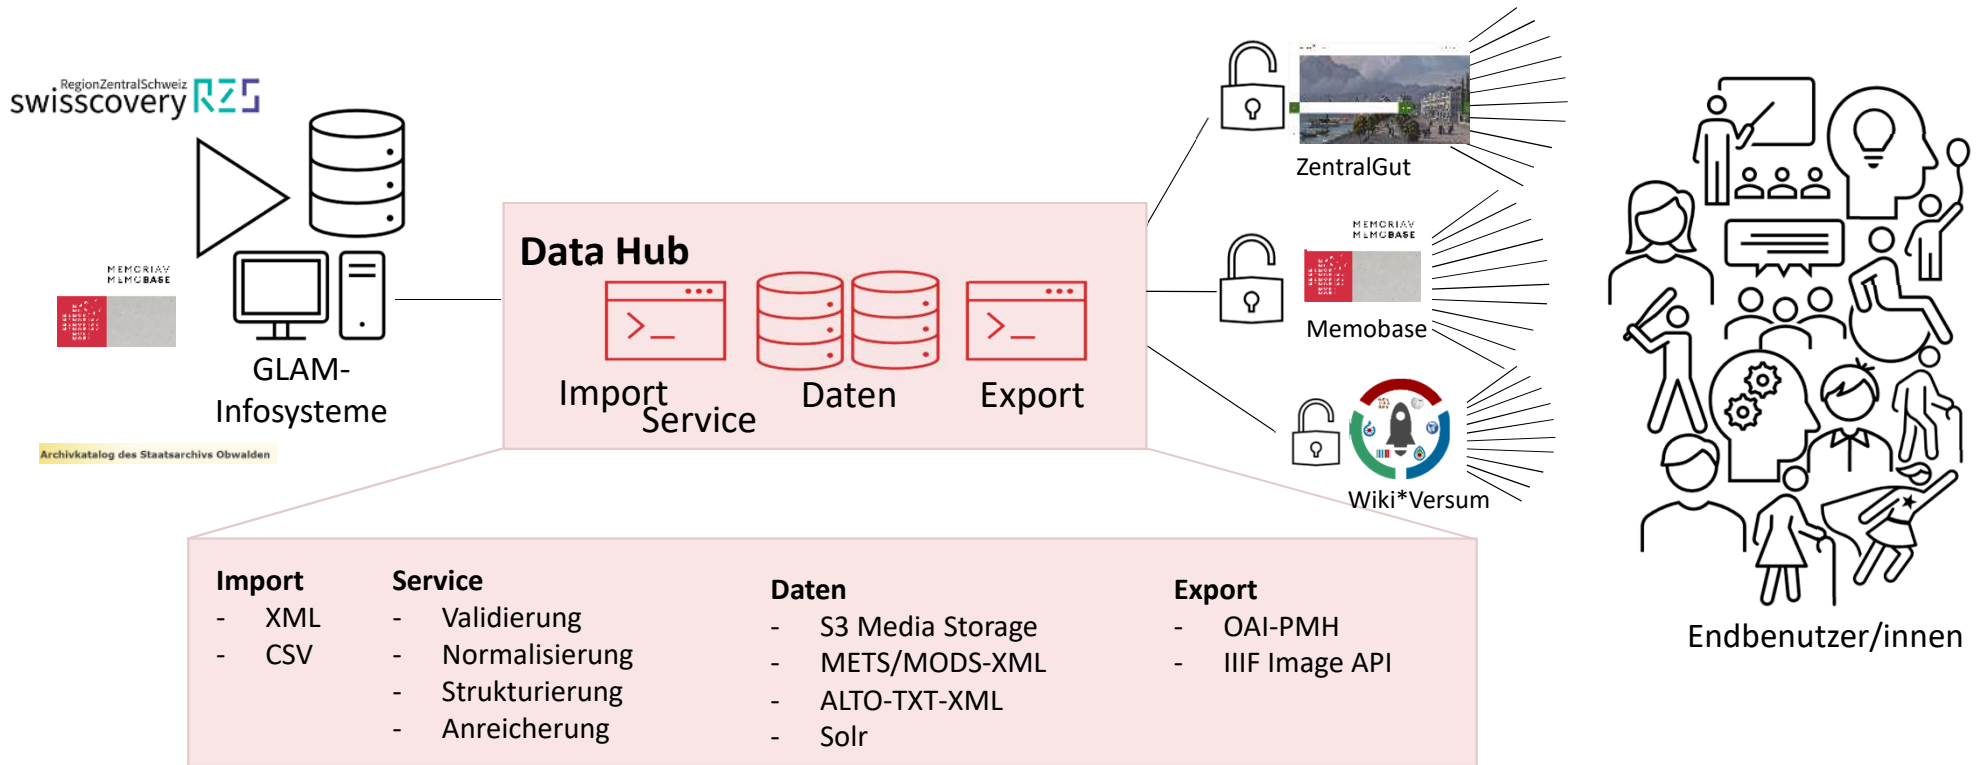 RegionZentralSchweiz
swisscovery RZS
MEMORIAV
MEMOBASE
GLAM-
Infosysteme
Archivkatalog des Staatsarchivs Obwalden
Data Hub
>_
>_
Import
Service
Daten
Export
ZentralGut
MEMORIAV
MEMOBASE
Memobase
Wiki*Versum
Endbenutzer/innen
Import
- XML
- CSV
Service
- Validierung
- Normalisierung
- Strukturierung
- Anreicherung
Daten
- S3 Media Storage
- METS/MODS-XML
- ALTO-TXT-XML
- Solr
Export
- OAI-PMH
- IIIF Image API